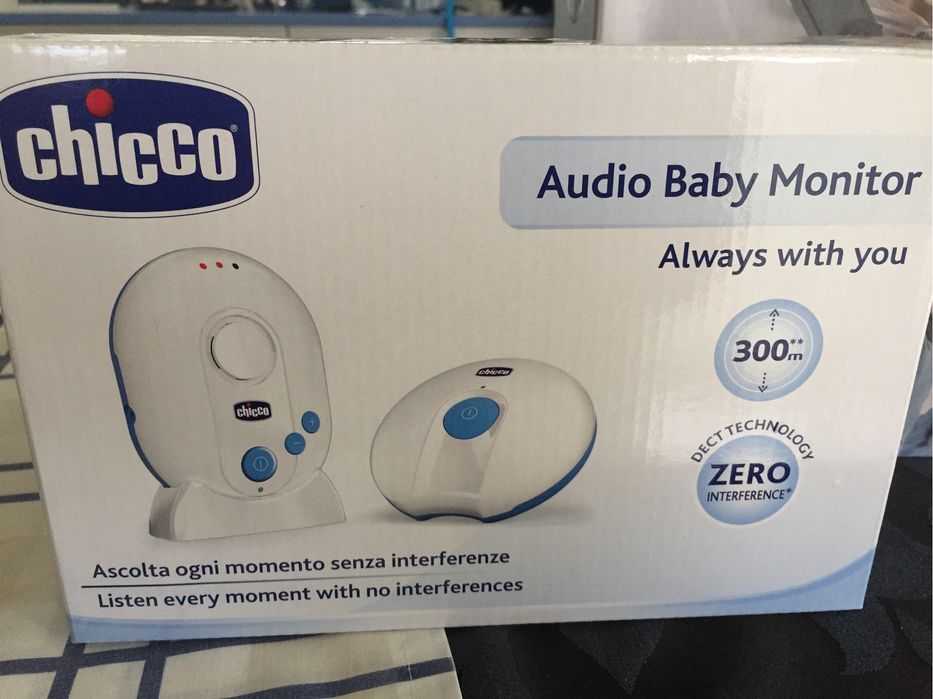 chicco®
Audio Baby Monitor
Always with you
300**m
chicco
chicco
+
-
DECT TECHNOLOGY
ZERO
INTERFERENCE*
Ascolta ogni momento senza interferenze
Listen every moment with no interferences